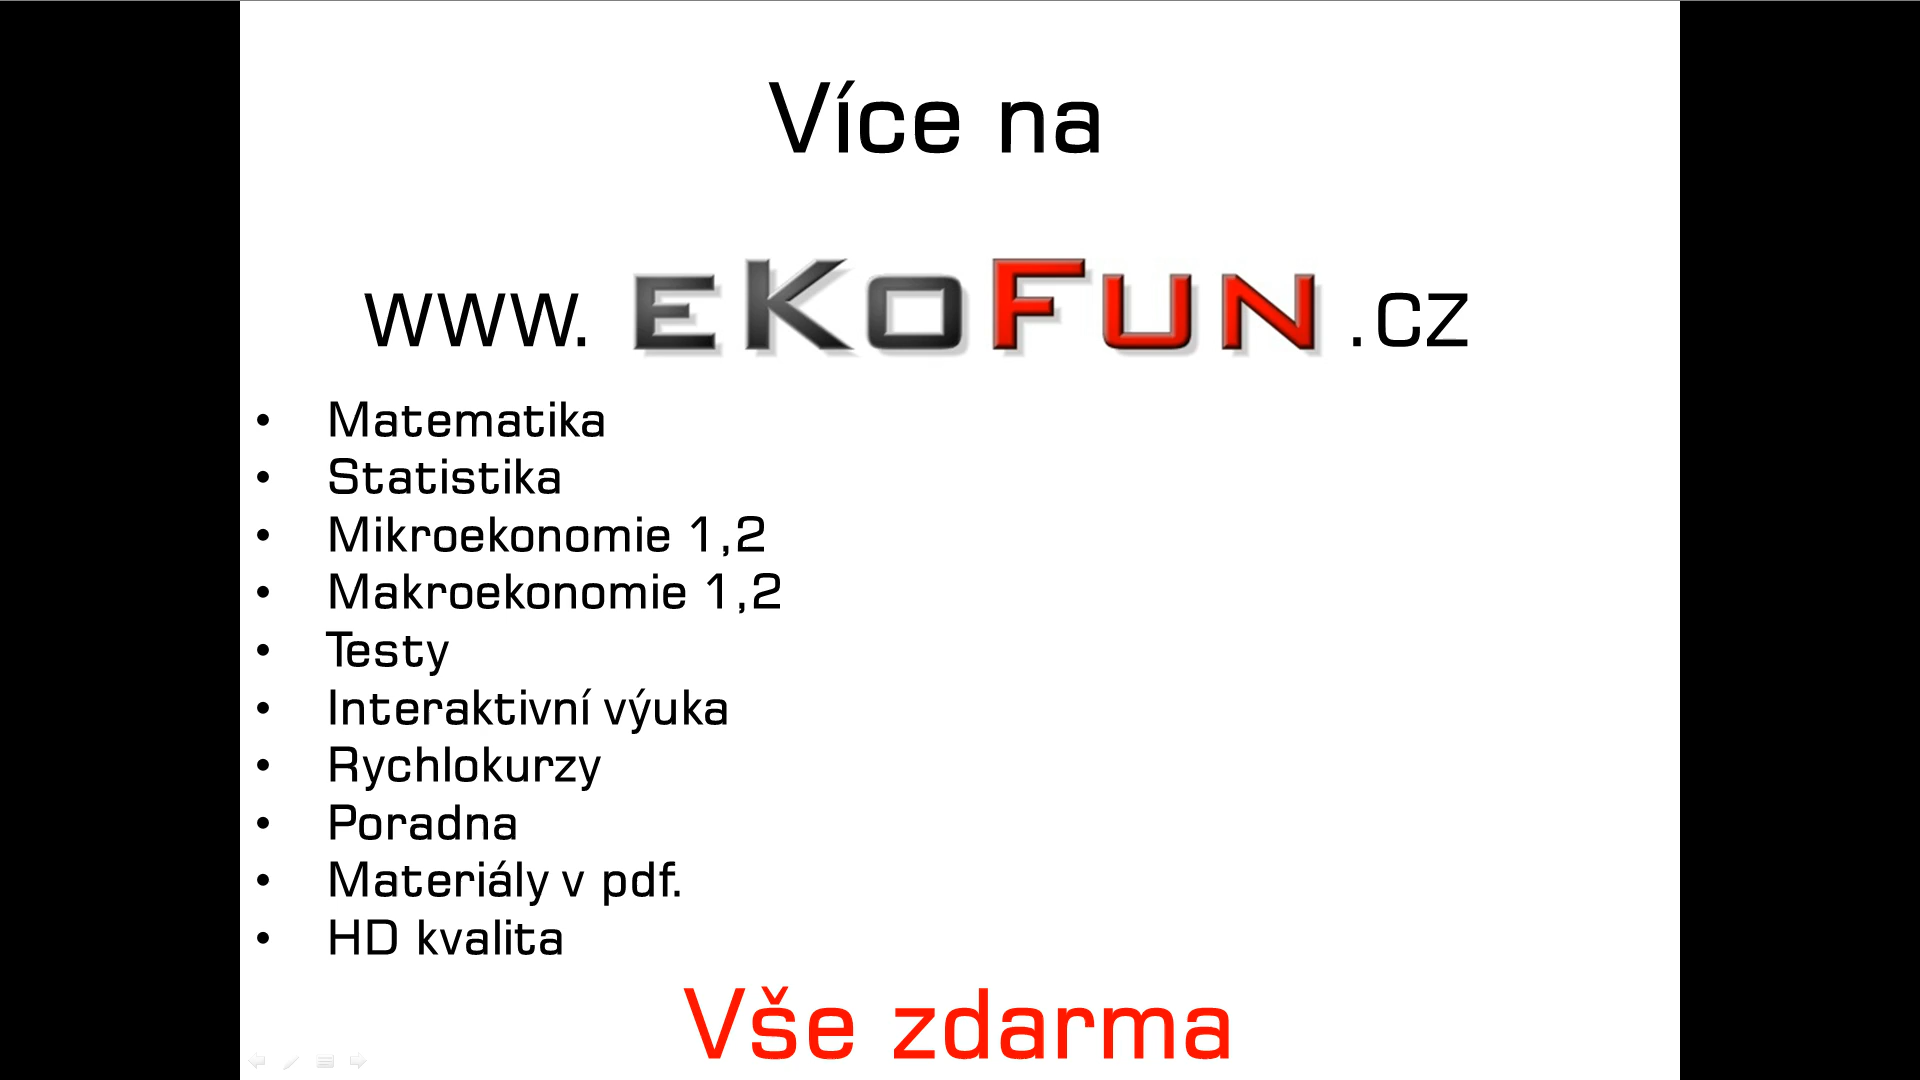 Více na
www. eKoFun .cz
• Matematika
• Statistika
• Mikroekonomie 1,2
• Makroekonomie 1,2
• Testy
• Interaktivní výuka
• Rychlokurzy
• Poradna
• Materiály v pdf.
• HD kvalita
Vše zdarma